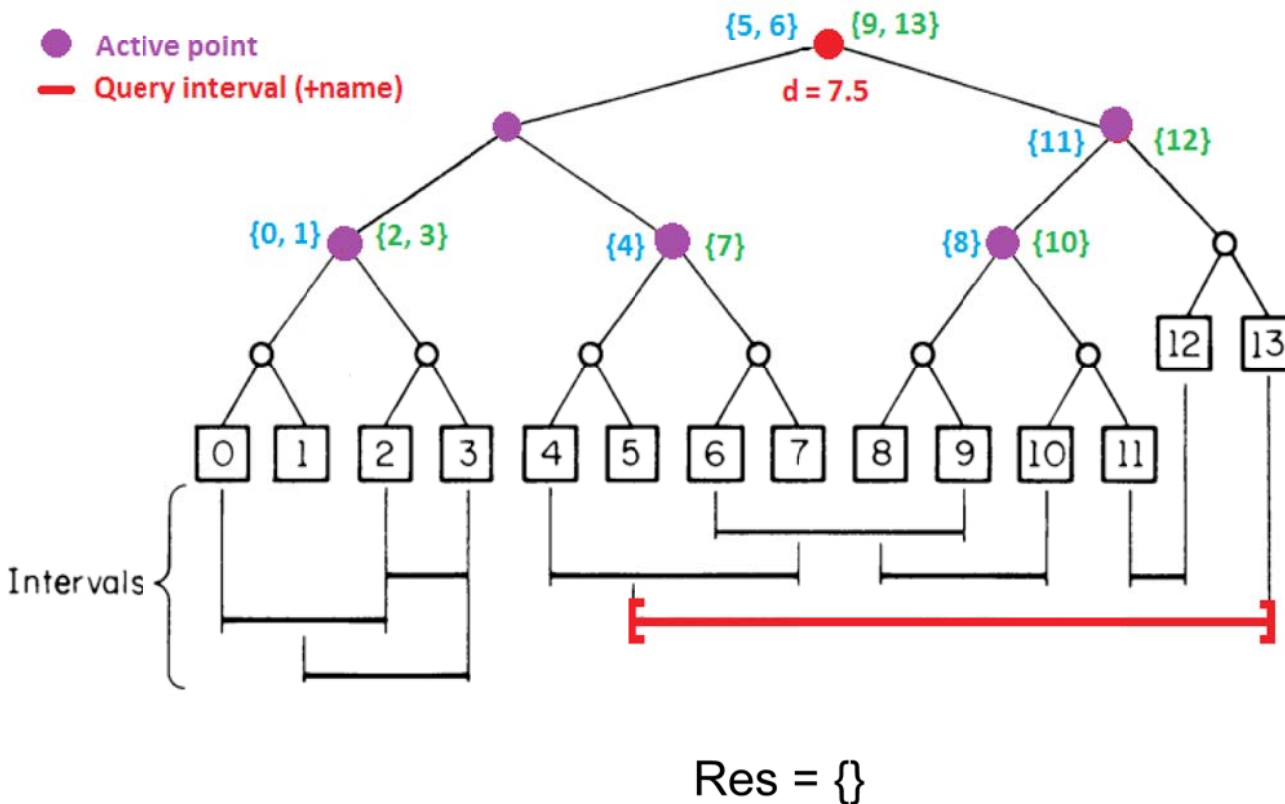 {5, 6} {9, 13}
Active point
Query interval (+name)
d = 7.5
{11} {12}
{0, 1} {2, 3} {4} {7} {8} {10}
12 13
0 1 2 3 4 5 6 7 8 9 10 11
Intervals
Res = {}